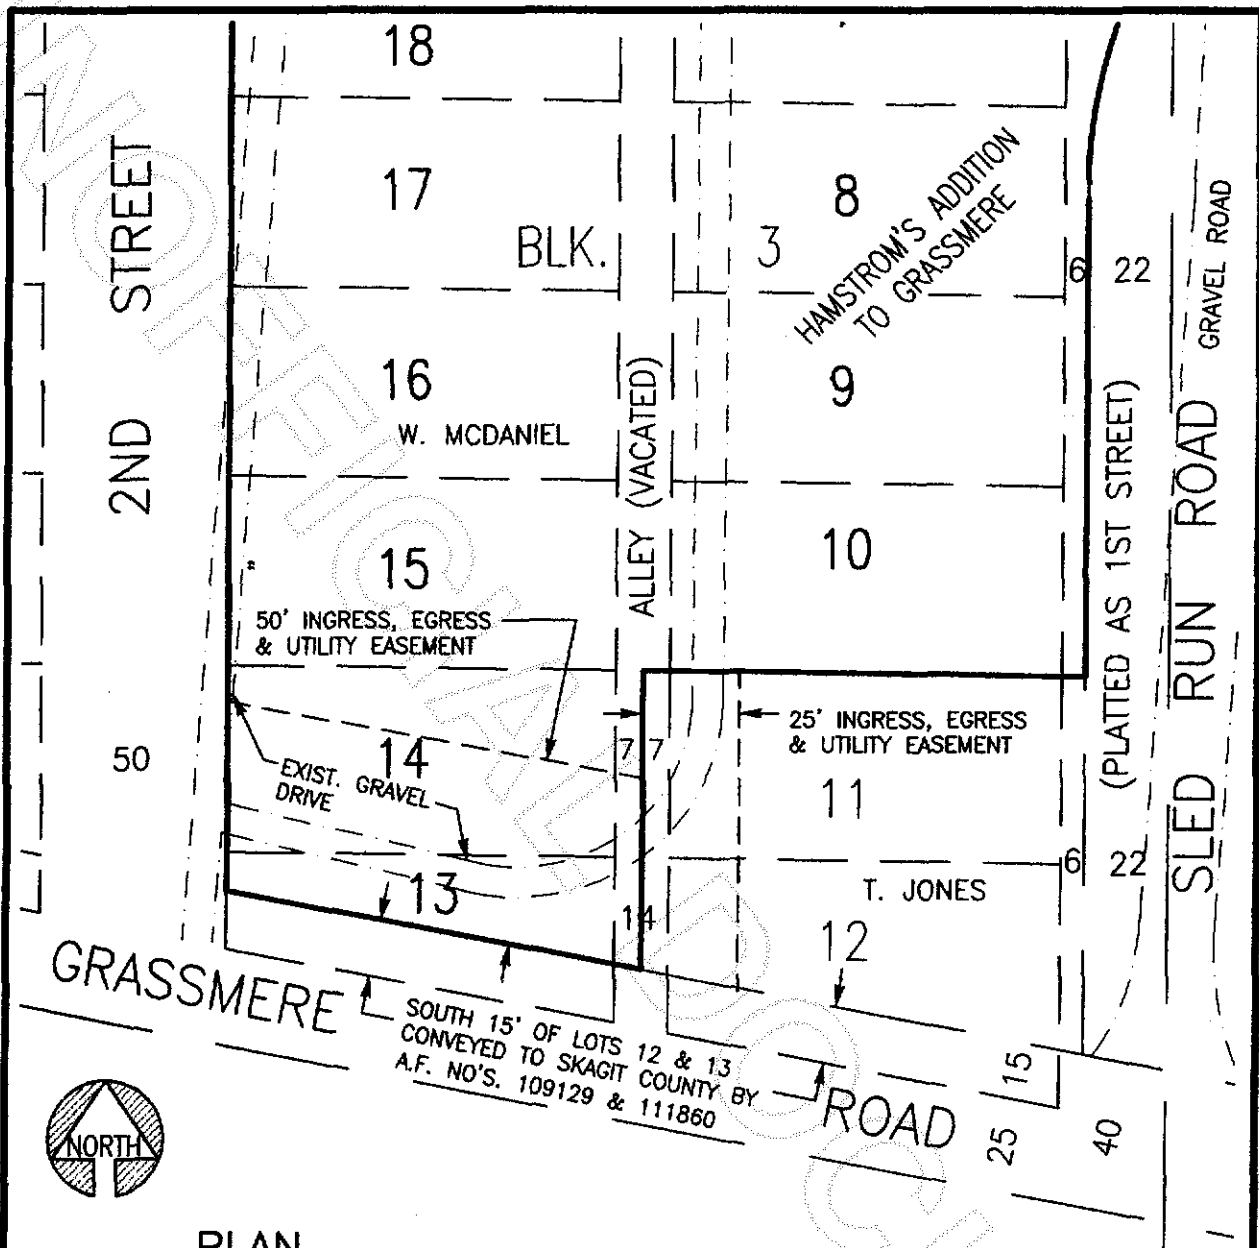 18
17
8
HAMSTROM'S ADDITION
TO GRASSMERE
BLK. 3
2ND STREET
6 22
GRAVEL ROAD
16
9
W. MCDANIEL
ALLEY (VACATED)
(PLATTED AS 1ST STREET)
SLED RUN ROAD
15
10
50' INGRESS, EGRESS
& UTILITY EASEMENT
25' INGRESS, EGRESS
& UTILITY EASEMENT
50
14
7 7
EXIST. GRAVEL
DRIVE
11
6 22
13
14
T. JONES
12
GRASSMERE ROAD
SOUTH 15' OF LOTS 12 & 13
CONVEYED TO SKAGIT COUNTY BY
A.F. NO'S. 109129 & 111860
15
25
40
NORTH
PLAN
UNOFFICIAL DOC